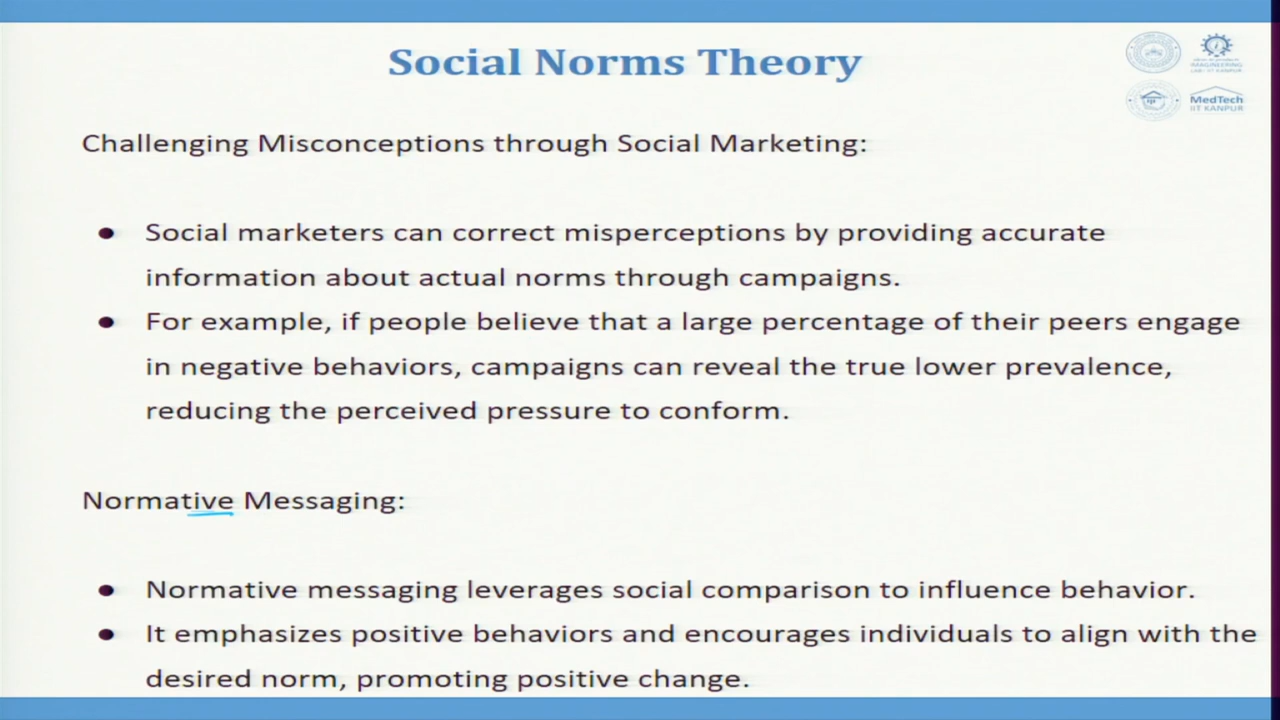 Social Norms Theory
IMAGINEERING
LAB- IIT KANPUR
MedTech
IIT KANPUR
Challenging Misconceptions through Social Marketing:
● Social marketers can correct misperceptions by providing accurate
information about actual norms through campaigns.
● For example, if people believe that a large percentage of their peers engage
in negative behaviors, campaigns can reveal the true lower prevalence,
reducing the perceived pressure to conform.
Normative Messaging:
● Normative messaging leverages social comparison to influence behavior.
● It emphasizes positive behaviors and encourages individuals to align with the
desired norm, promoting positive change.